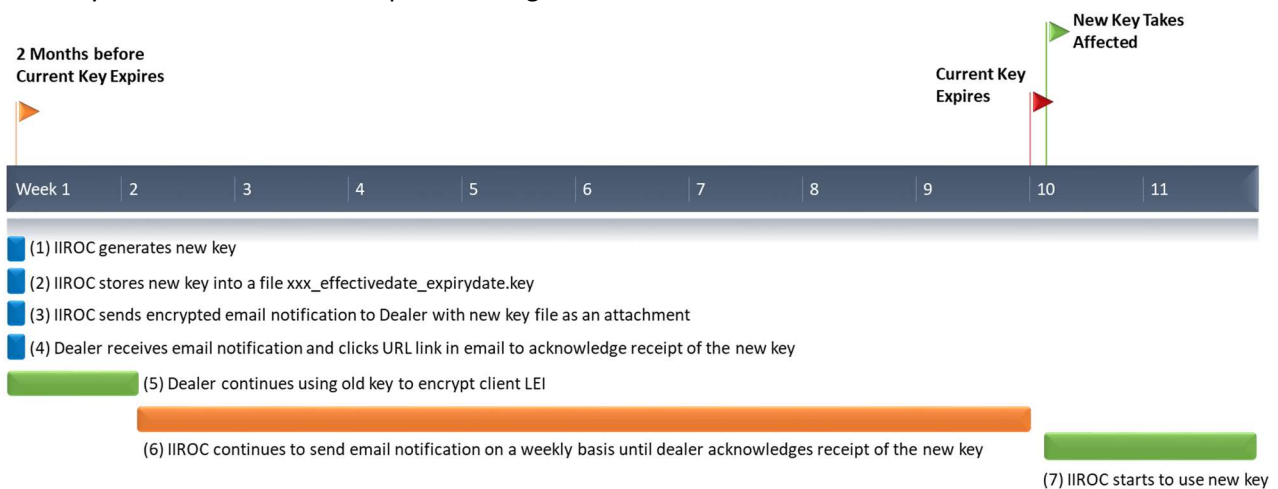 New Key Takes
Affected
2 Months before
Current Key Expires
Current Key
Expires
Week 1 2 3 4 5 6 7 8 9 10 11
(1) IIROC generates new key
(2) IIROC stores new key into a file xxx_effectivedate_expirydate.key
(3) IIROC sends encrypted email notification to Dealer with new key file as an attachment
(4) Dealer receives email notification and clicks URL link in email to acknowledge receipt of the new key
(5) Dealer continues using old key to encrypt client LEI
(6) IIROC continues to send email notification on a weekly basis until dealer acknowledges receipt of the new key
(7) IIROC starts to use new key